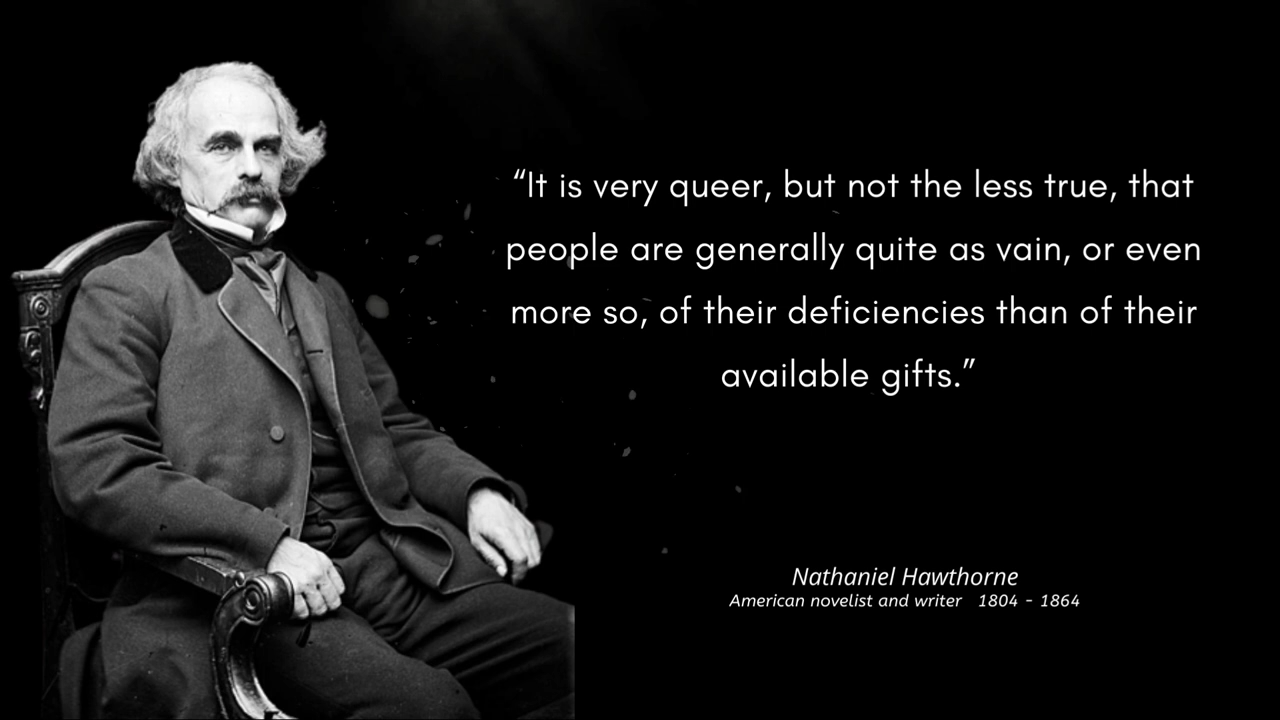 “It is very queer, but not the less true, that
people are generally quite as vain, or even
more so, of their deficiencies than of their
available gifts.”
Nathaniel Hawthorne
American novelist and writer 1804 - 1864